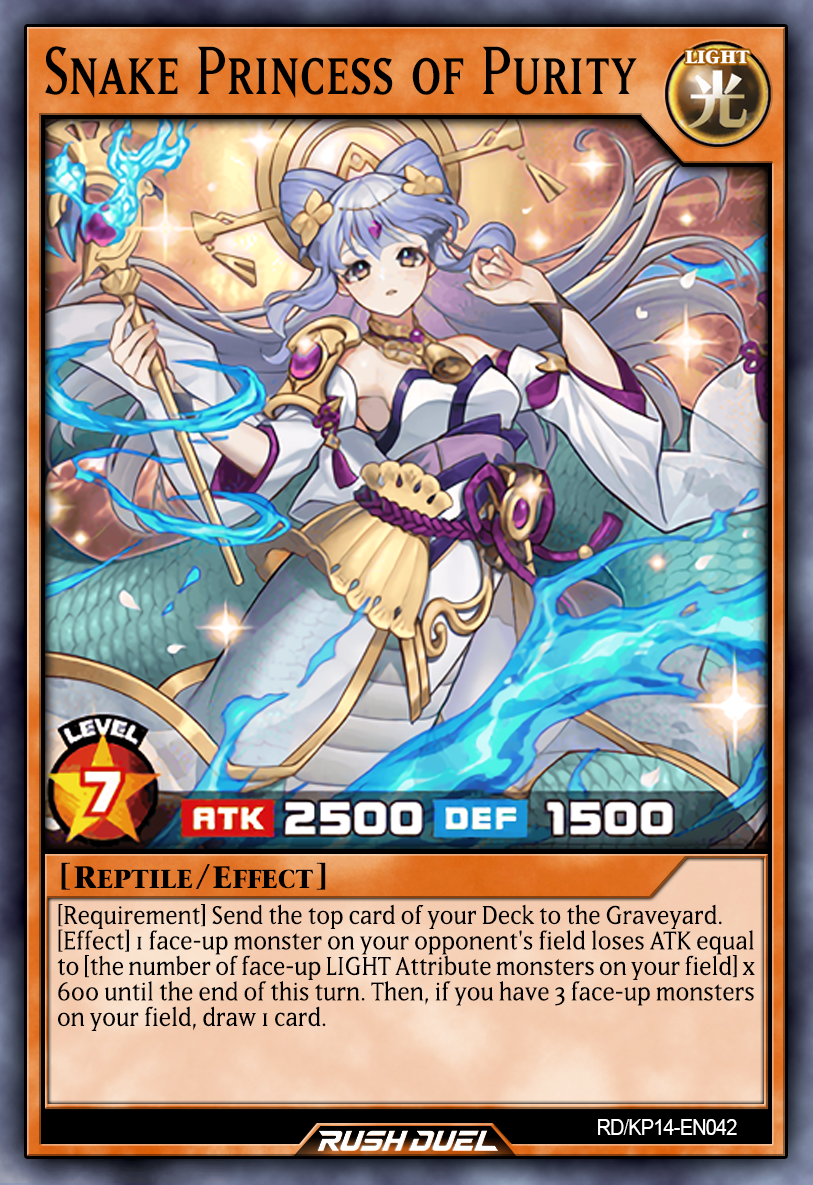 Snake Princess of Purity
LIGHT
光
LEVEL
7
ATK 2500 DEF 1500
[Reptile/Effect]
[Requirement] Send the top card of your Deck to the Graveyard.
[Effect] 1 face-up monster on your opponent's field loses ATK equal
to [the number of face-up LIGHT Attribute monsters on your field] x
600 until the end of this turn. Then, if you have 3 face-up monsters
on your field, draw 1 card.
RD/KP14-EN042
RUSH DUEL